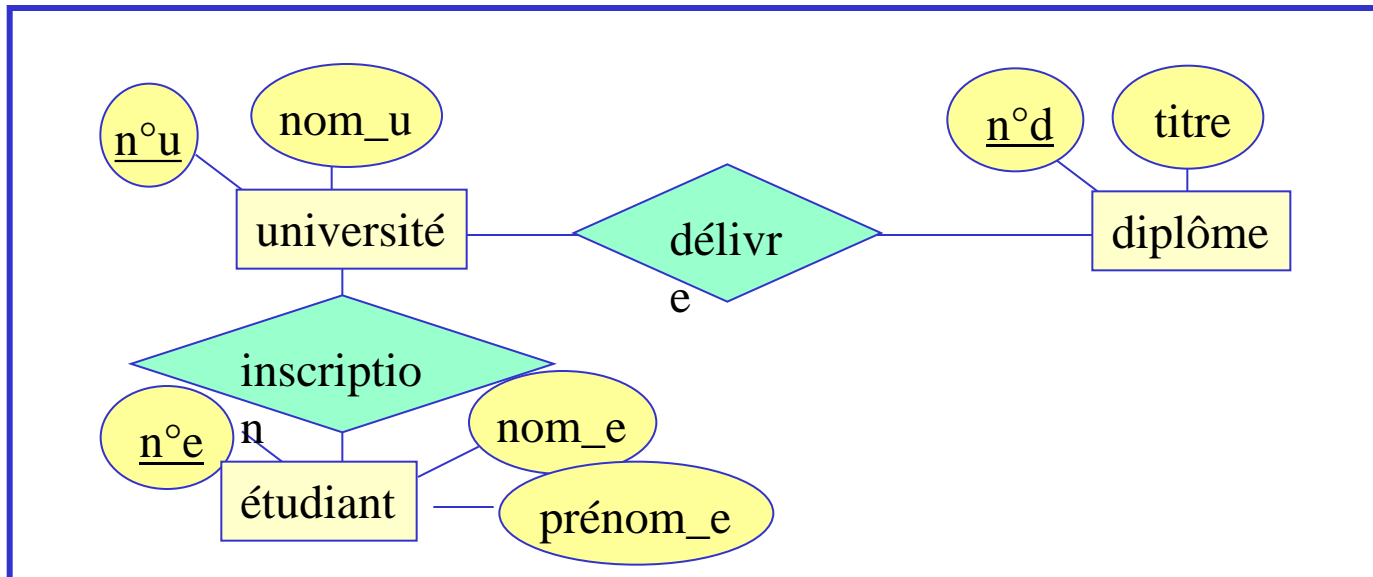 n°u
nom_u
n°d
titre
université
délivr
e
diplôme
inscriptio
n
n°e
nom_e
étudiant
prénom_e